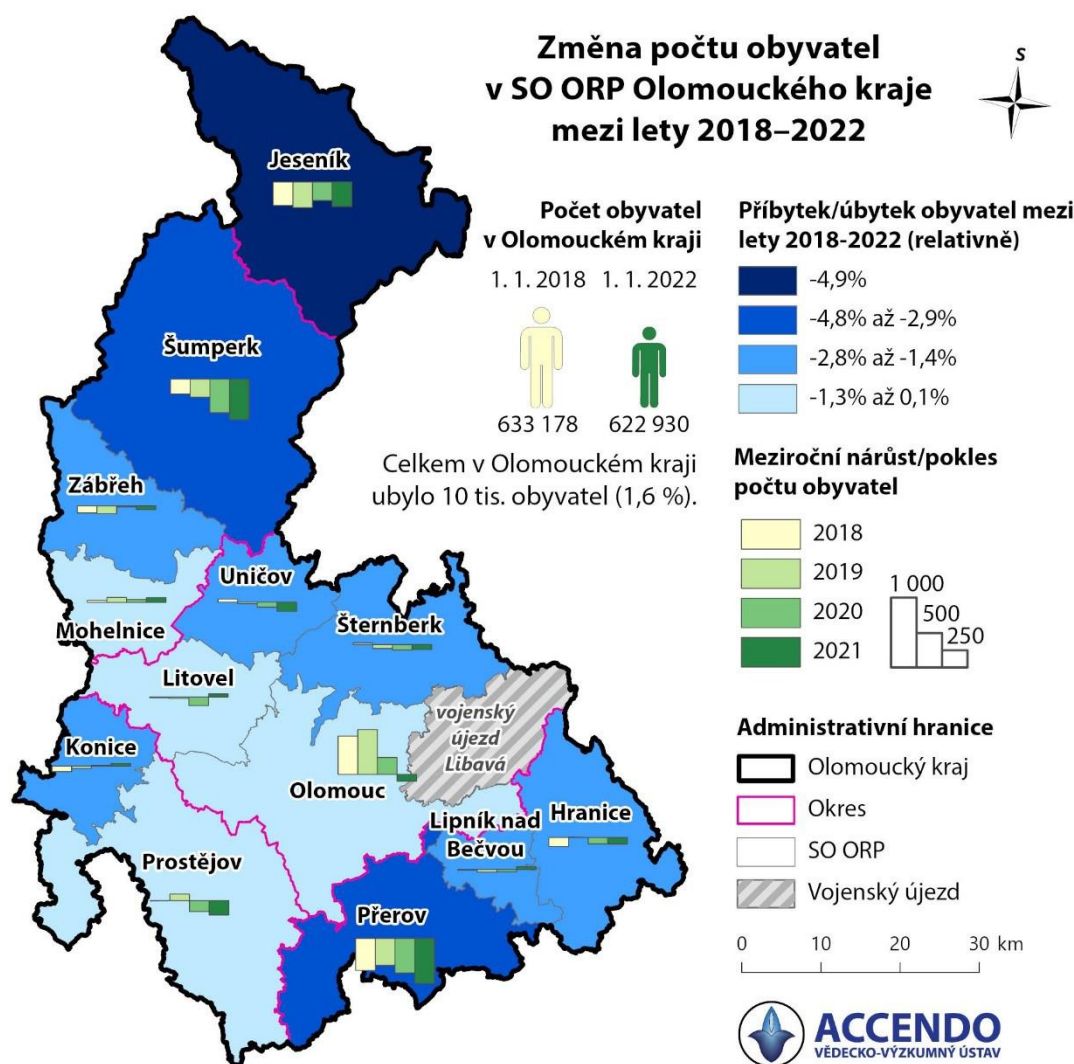 Změna počtu obyvatel
v SO ORP Olomouckého kraje
mezi lety 2018–2022
S
Počet obyvatel
v Olomouckém kraji
1. 1. 2018 1. 1. 2022
633 178 622 930
Celkem v Olomouckém kraji
ubylo 10 tis. obyvatel (1,6 %).
Příbytek/úbytek obyvatel mezi
lety 2018-2022 (relativně)
-4,9%
-4,8% až -2,9%
-2,8% až -1,4%
-1,3% až 0,1%
Meziroční nárůst/pokles
počtu obyvatel
2018
2019
2020
2021
1 000
500
250
Administrativní hranice
Olomoucký kraj
Okres
SO ORP
Vojenský újezd
0 10 20 30 km
ACCENDO
VĚDECKO-VÝZKUMNÝ ÚSTAV
Jeseník
Šumperk
Zábřeh
Uničov
Mohelnice
Šternberk
Litovel
vojenský
újezd
Libavá
Konice
Olomouc
Lipník nad
Bečvou
Hranice
Prostějov
Přerov